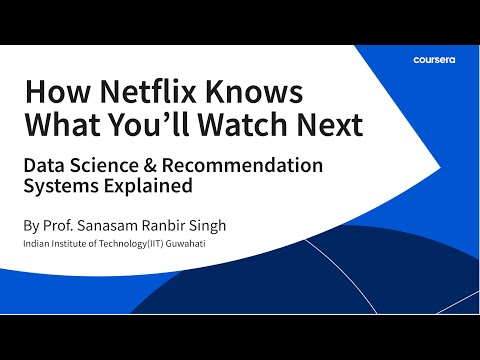 coursera
How Netflix Knows
What You’ll Watch Next
Data Science & Recommendation
Systems Explained
By Prof. Sanasam Ranbir Singh
Indian Institute of Technology(IIT) Guwahati